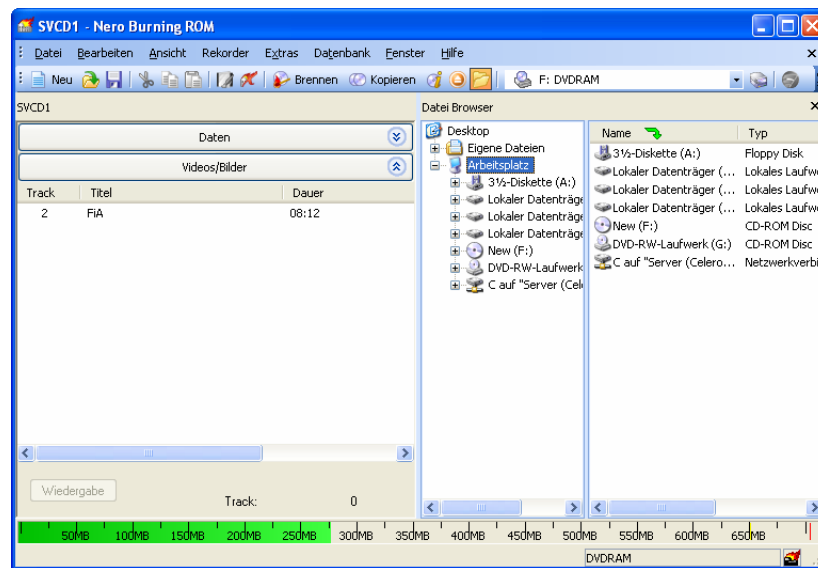 SVCD1 - Nero Burning ROM
Datei Bearbeiten Ansicht Rekorder Extras Datenbank Fenster Hilfe
Neu Brennen Kopieren F: DVDRAM
SVCD1
Daten
Videos/Bilder
Track Titel Dauer
2 FiA 08:12
Wiedergabe
Track: 0
Datei Browser
Desktop
Eigene Dateien
Arbeitsplatz
3½-Diskette (A:)
Lokaler Datenträge
Lokaler Datenträge
Lokaler Datenträge
New (F:)
DVD-RW-Laufwerk
C auf "Server (Cele
Name Typ
3½-Diskette (A:) Floppy Disk
Lokaler Datenträger (... Lokales Laufw
Lokaler Datenträger (... Lokales Laufw
Lokaler Datenträger (... Lokales Laufw
New (F:) CD-ROM Disc
DVD-RW-Laufwerk (G:) CD-ROM Disc
C auf "Server (Celero... Netzwerkverbi
50MB 100MB 150MB 200MB 250MB 300MB 350MB 400MB 450MB 500MB 550MB 600MB 650MB
DVDRAM